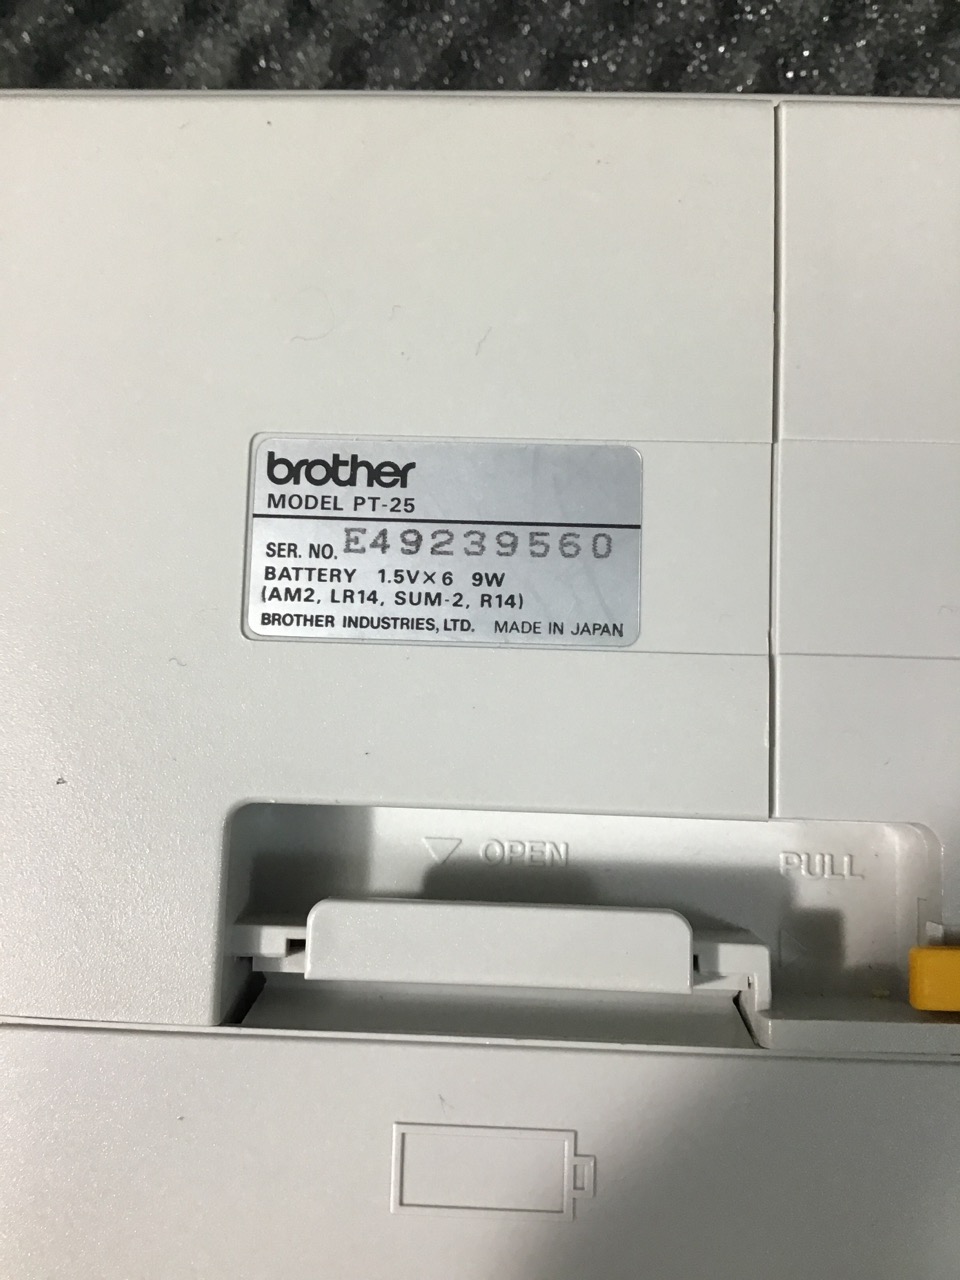 brother
MODEL PT-25
SER. NO. E49239560
BATTERY 1.5V×6 9W
(AM2, LR14, SUM-2, R14)
BROTHER INDUSTRIES, LTD. MADE IN JAPAN
▽ OPEN
PULL